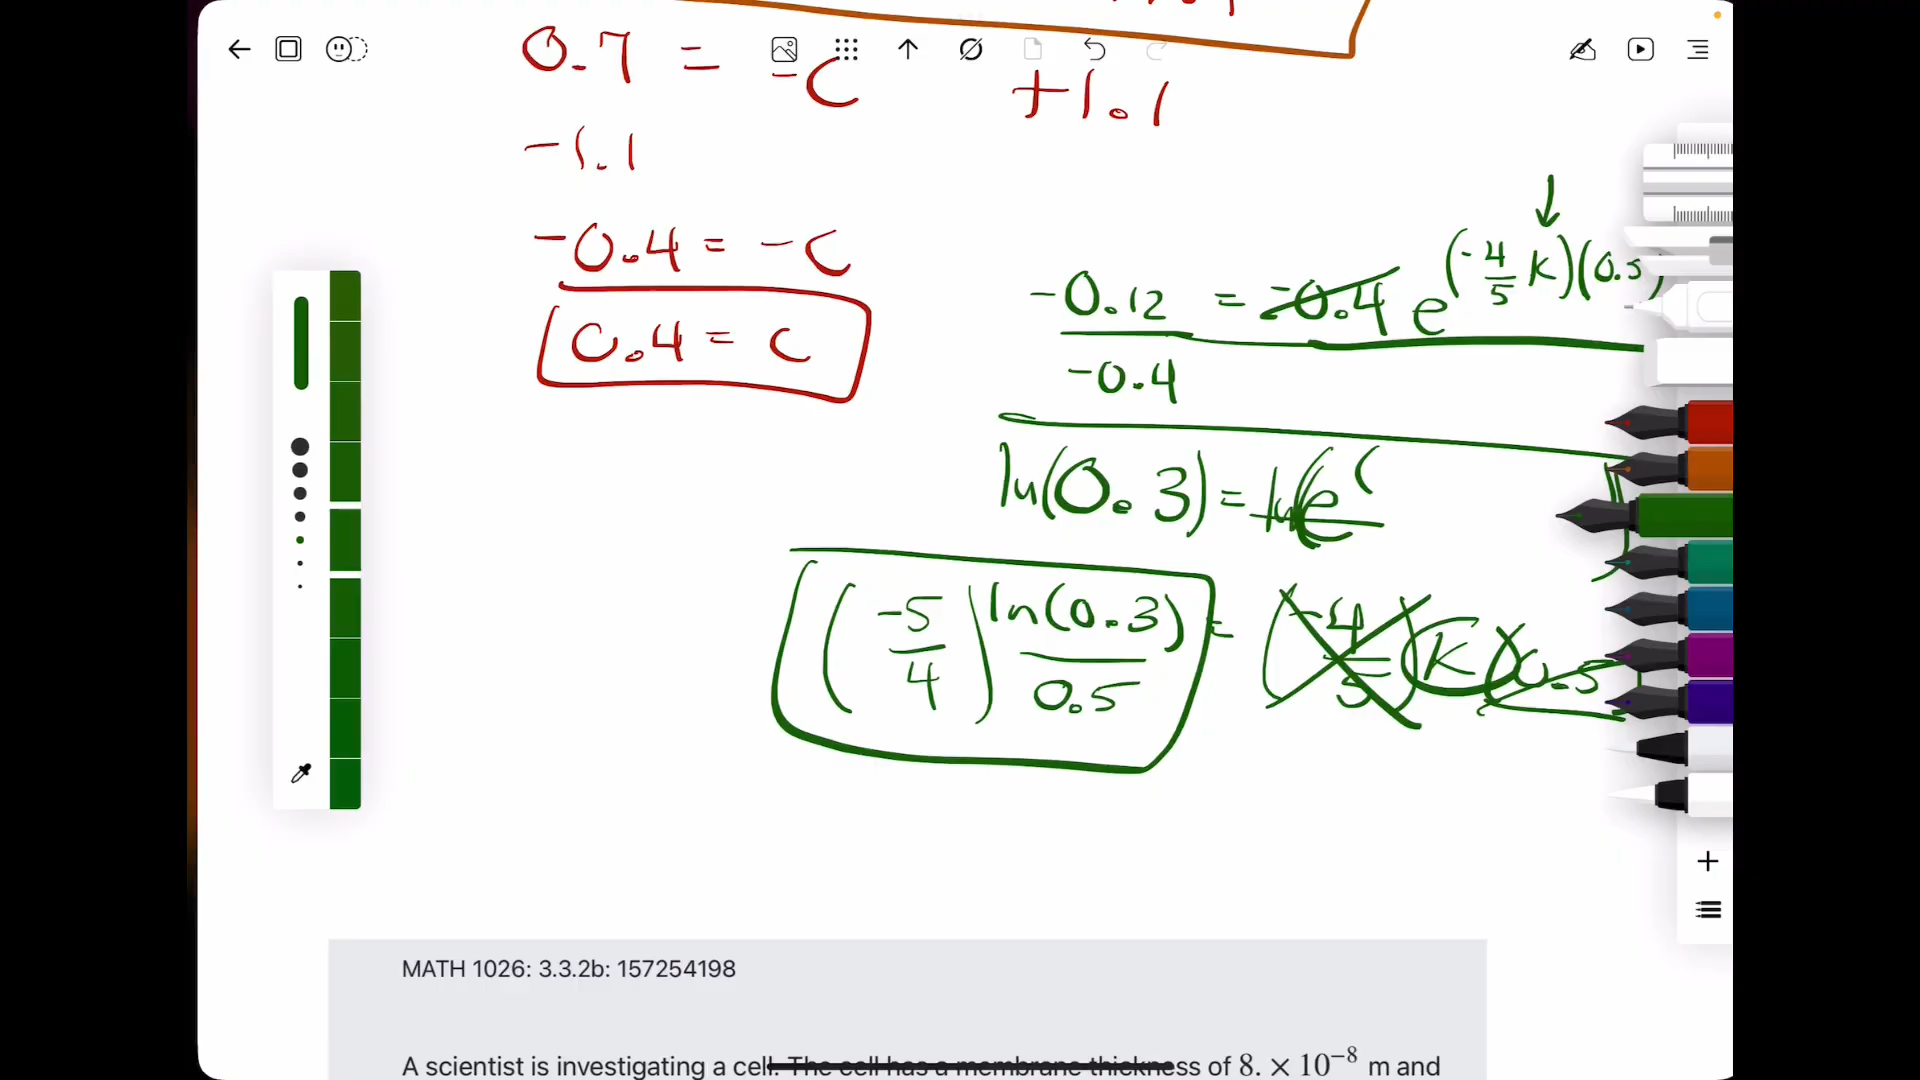 0.7 = -C +1.1
-1.1
-0.4 = -C
0.4 = C
-0.12 = -0.4 e^(-4/5 K)(0.5)
-0.4
ln(0.3) = ln(e^(
(-5/4) ln(0.3)/0.5 = (-4/5)(K)(0.5
MATH 1026: 3.3.2b: 157254198
A scientist is investigating a cell. The cell has a membrane thickness of 8. × 10⁻⁸ m and